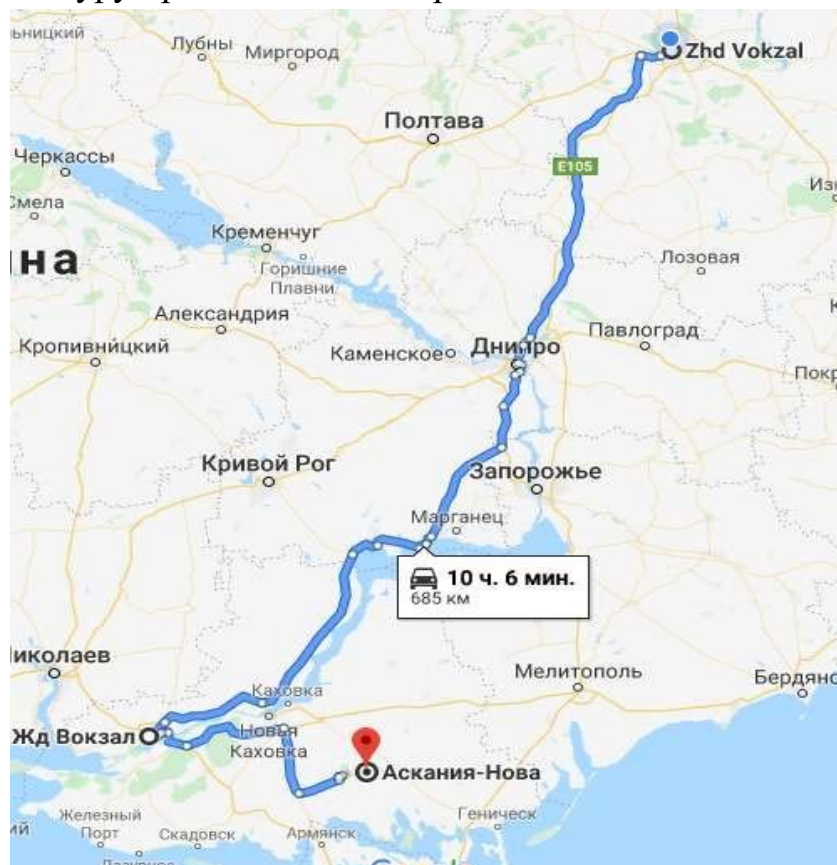 Лубны
Миргород
Zhd Vokzal
Полтава
Черкассы
E105
Смела
Кременчуг
Лозовая
на
Горишние
Плавни
Александрия
Павлоград
Днипро
Каменское
Кропивницкий
Кривой Рог
Запорожье
Марганец
10 ч. 6 мин.
685 км
Мелитополь
Бердянс
Каховка
Жд Вокзал
Новая
Каховка
Аскания-Нова
Геническ
Железный
Порт
Скадовск
Армянск